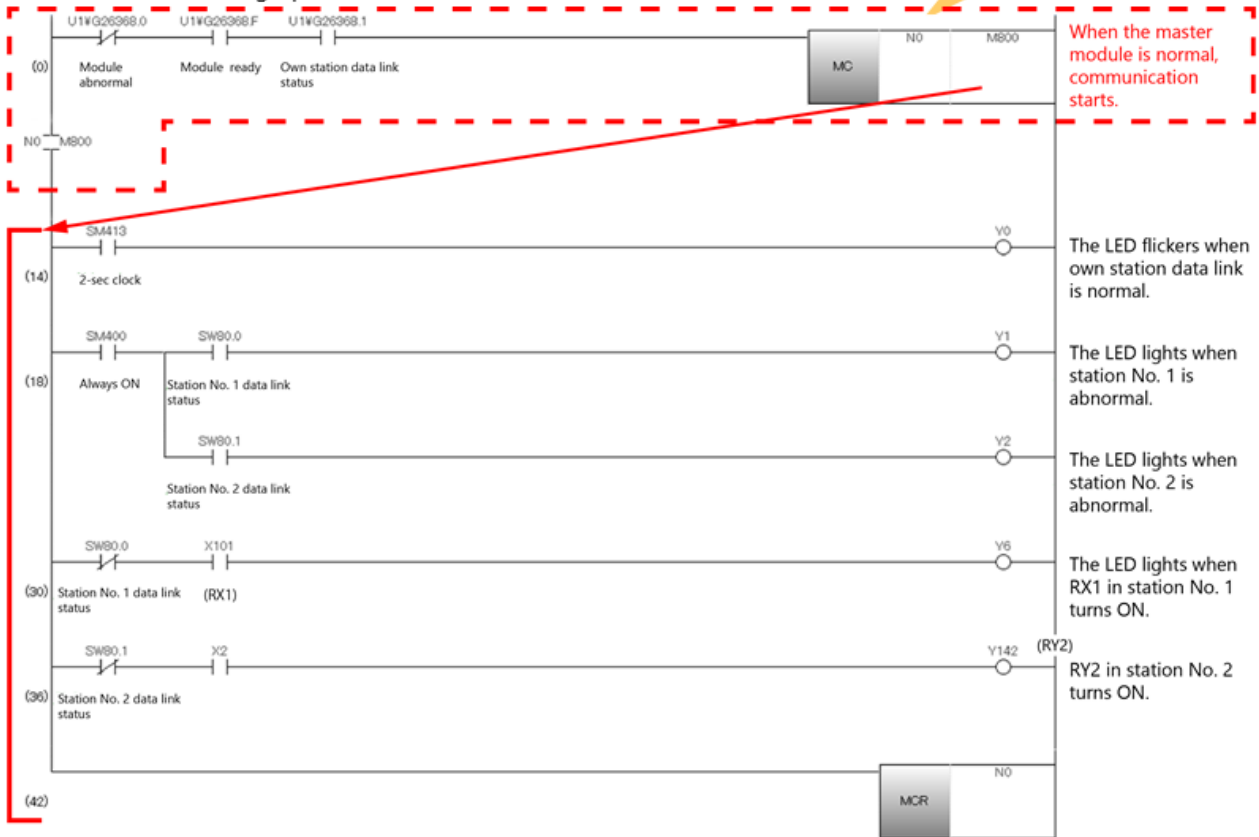 U1¥G26368.0 U1¥G26368.F U1¥G26368.1
N0 M800
(0)
Module
abnormal
Module ready
Own station data link
status
MC
When the master
module is normal,
communication
starts.
N0 M800
SM413
Y0
(14)
2-sec clock
The LED flickers when
own station data link
is normal.
SM400 SW80.0
Y1
(18)
Always ON
Station No. 1 data link
status
The LED lights when
station No. 1 is
abnormal.
SW80.1
Y2
Station No. 2 data link
status
The LED lights when
station No. 2 is
abnormal.
SW80.0 X101
Y6
(30)
Station No. 1 data link
status
(RX1)
The LED lights when
RX1 in station No. 1
turns ON.
SW80.1 X2
Y142 (RY2)
(36)
Station No. 2 data link
status
RY2 in station No. 2
turns ON.
(42)
MCR
N0